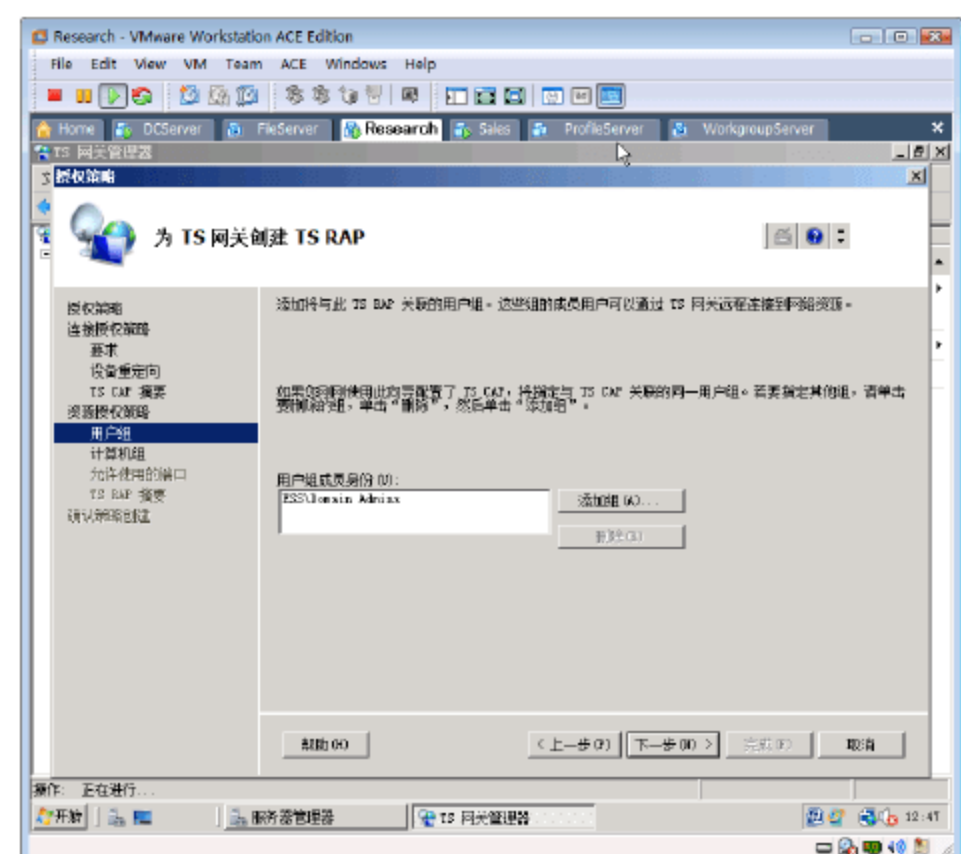 Research - VMware Workstation ACE Edition
File Edit View VM Team ACE Windows Help
Home DCServer FileServer Research Sales ProfileServer WorkgroupServer
TS 网关管理器
授权策略
为 TS 网关创建 TS RAP
授权策略
连接授权策略
要求
设备重定向
TS CAP 摘要
资源授权策略
用户组
计算机组
允许使用的端口
TS RAP 摘要
确认策略创建
添加将与此 TS RAP 关联的用户组。这些组的成员用户可以通过 TS 网关远程连接到网络资源。
如果您同时使用此向导配置了 TS CAP，将指定与 TS CAP 关联的同一用户组。若要指定其他组，请单击
要删除的组，单击“删除”，然后单击“添加组”。
用户组成员身份(U):
ESS\Domain Admins
添加组(A)...
删除(R)
帮助(H)
< 上一步(P) 下一步(N) > 完成(F) 取消
操作: 正在进行...
开始 服务器管理器 TS 网关管理器 12:47